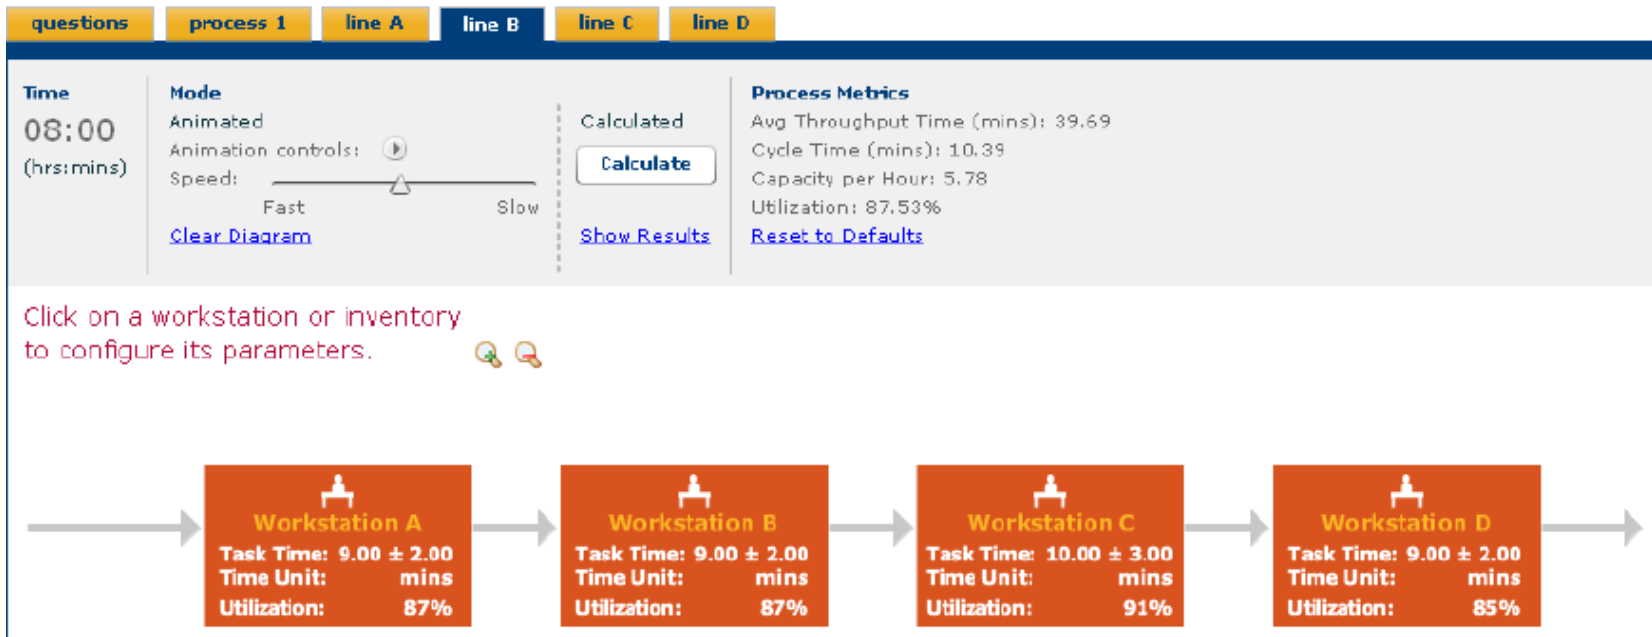 questions process 1 line A line B line C line D
Time
08:00
(hrs:mins)
Mode
Animated
Animation controls:
Speed:
Fast Slow
Clear Diagram
Calculated
Calculate
Show Results
Process Metrics
Avg Throughput Time (mins): 39.69
Cycle Time (mins): 10.39
Capacity per Hour: 5.78
Utilization: 87.53%
Reset to Defaults
Click on a workstation or inventory
to configure its parameters.
Workstation A
Task Time: 9.00 ± 2.00
Time Unit: mins
Utilization: 87%
Workstation B
Task Time: 9.00 ± 2.00
Time Unit: mins
Utilization: 87%
Workstation C
Task Time: 10.00 ± 3.00
Time Unit: mins
Utilization: 91%
Workstation D
Task Time: 9.00 ± 2.00
Time Unit: mins
Utilization: 85%